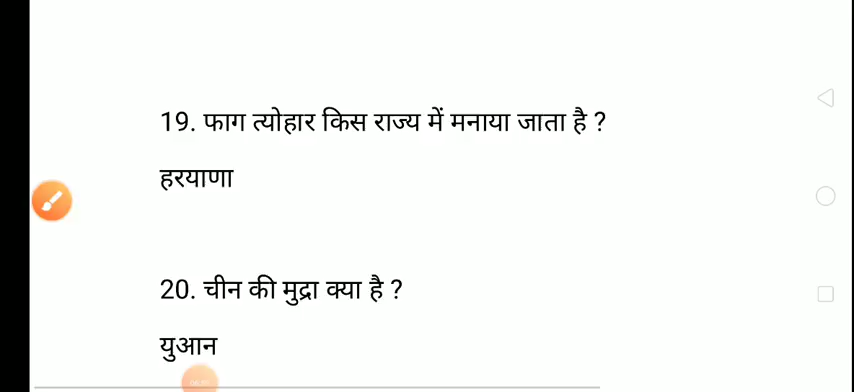 19. फाग त्योहार किस राज्य में मनाया जाता है ?
हरयाणा
20. चीन की मुद्रा क्या है ?
युआन